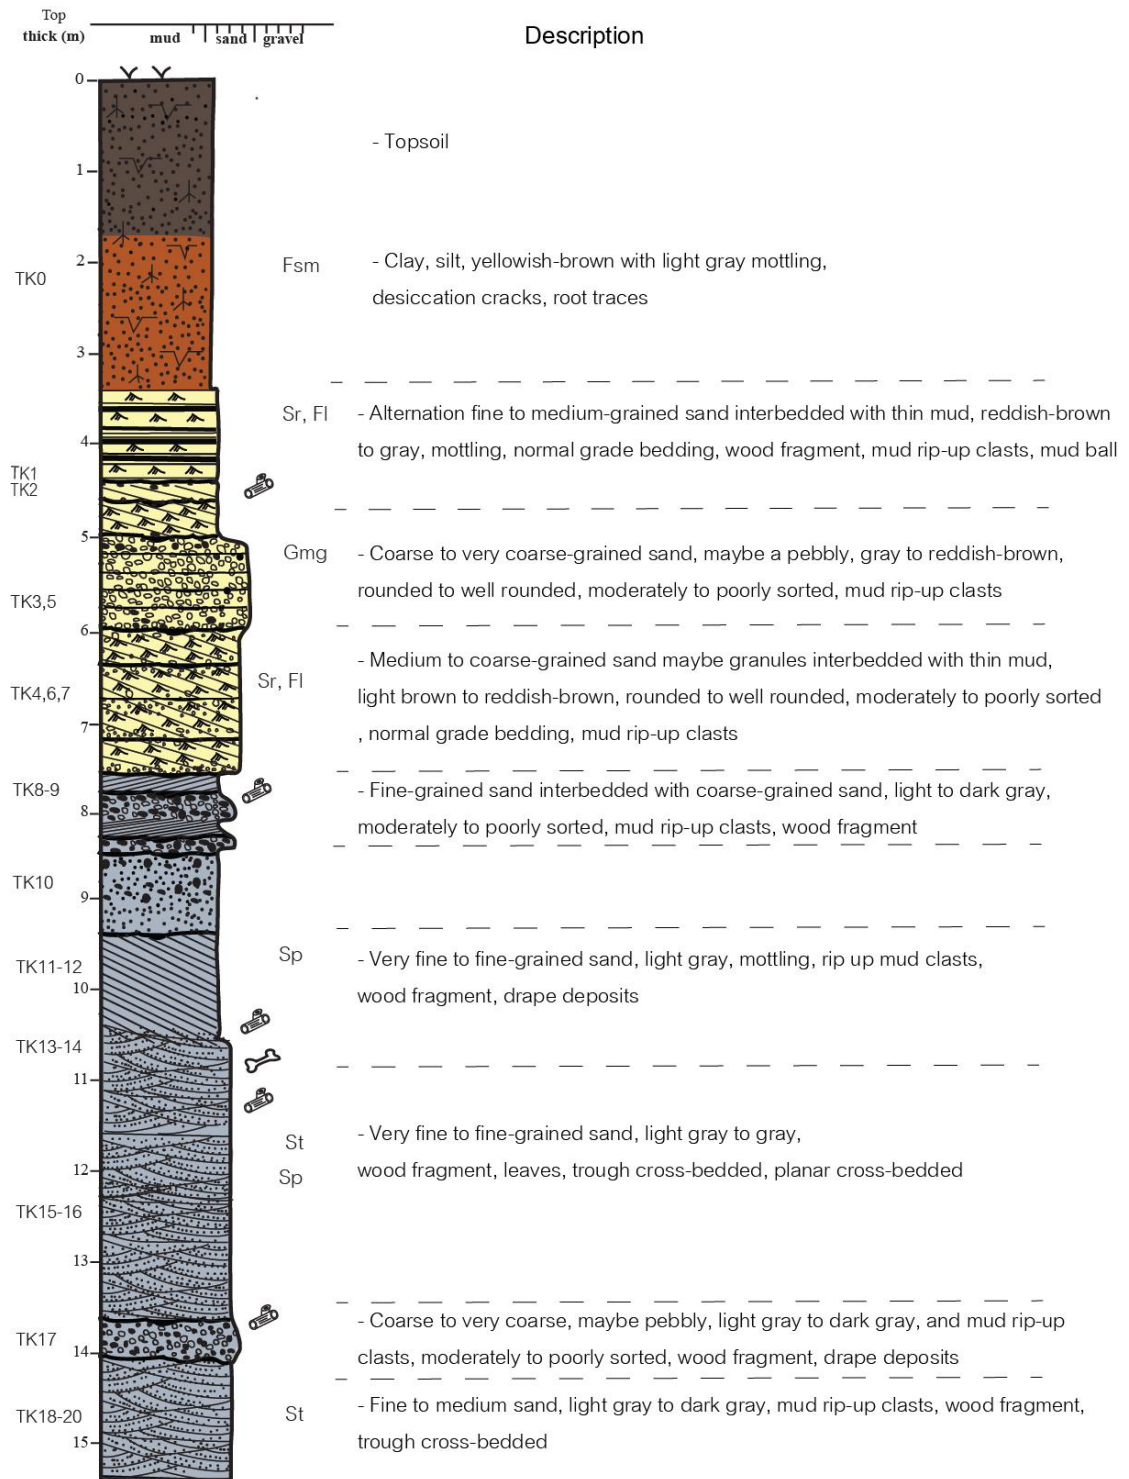 Top
thick (m)
mud sand gravel
Description
0
- Topsoil
1
2
TK0
Fsm
- Clay, silt, yellowish-brown with light gray mottling,
desiccation cracks, root traces
3
Sr, Fl
- Alternation fine to medium-grained sand interbedded with thin mud, reddish-brown
to gray, mottling, normal grade bedding, wood fragment, mud rip-up clasts, mud ball
4
TK1
TK2
5
Gmg
- Coarse to very coarse-grained sand, maybe a pebbly, gray to reddish-brown,
rounded to well rounded, moderately to poorly sorted, mud rip-up clasts
TK3,5
6
- Medium to coarse-grained sand maybe granules interbedded with thin mud,
Sr, Fl
light brown to reddish-brown, rounded to well rounded, moderately to poorly sorted
, normal grade bedding, mud rip-up clasts
TK4,6,7
7
TK8-9
- Fine-grained sand interbedded with coarse-grained sand, light to dark gray,
moderately to poorly sorted, mud rip-up clasts, wood fragment
8
TK10
9
TK11-12
Sp
- Very fine to fine-grained sand, light gray, mottling, rip up mud clasts,
wood fragment, drape deposits
10
TK13-14
11
St
- Very fine to fine-grained sand, light gray to gray,
wood fragment, leaves, trough cross-bedded, planar cross-bedded
12
Sp
TK15-16
13
- Coarse to very coarse, maybe pebbly, light gray to dark gray, and mud rip-up
clasts, moderately to poorly sorted, wood fragment, drape deposits
TK17
14
TK18-20
St
- Fine to medium sand, light gray to dark gray, mud rip-up clasts, wood fragment,
trough cross-bedded
15